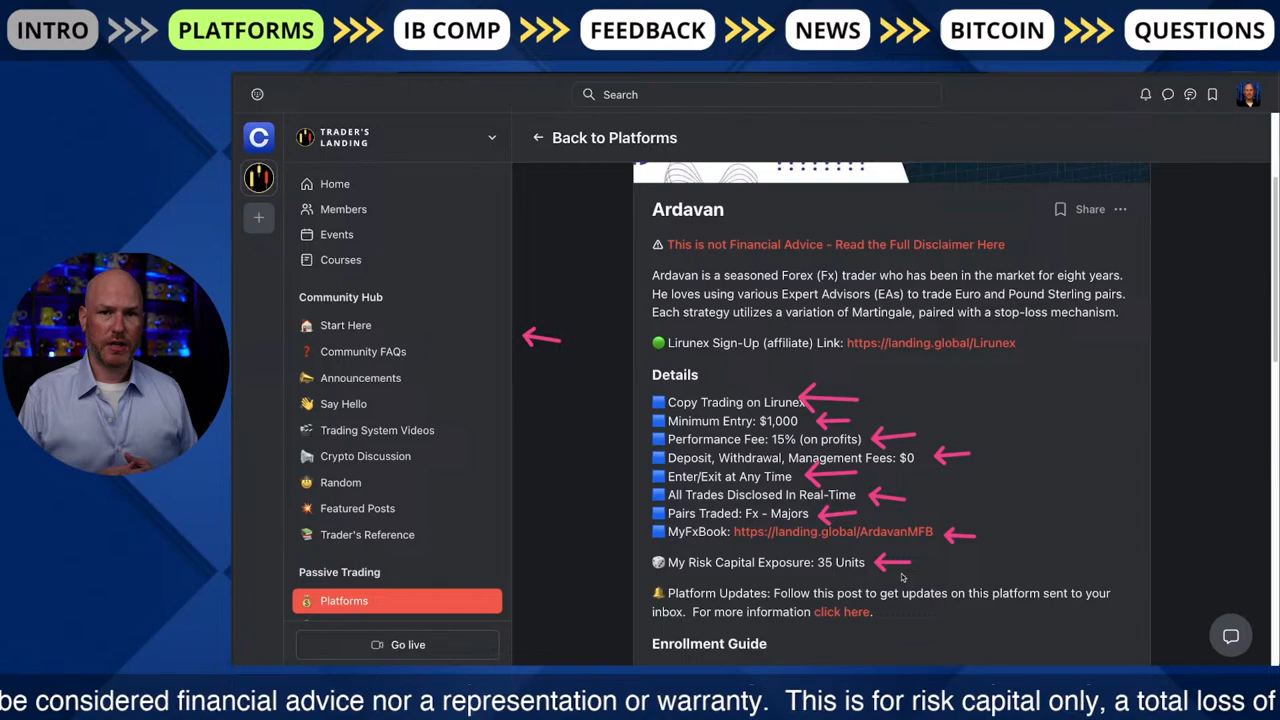 INTRO
PLATFORMS
IB COMP
FEEDBACK
NEWS
BITCOIN
QUESTIONS
Search
TRADER'S
LANDING
Back to Platforms
Home
Members
Events
Courses
Community Hub
Start Here
Community FAQs
Announcements
Say Hello
Trading System Videos
Crypto Discussion
Random
Featured Posts
Trader's Reference
Passive Trading
Platforms
Go live
Ardavan
Share
This is not Financial Advice - Read the Full Disclaimer Here
Ardavan is a seasoned Forex (Fx) trader who has been in the market for eight years.
He loves using various Expert Advisors (EAs) to trade Euro and Pound Sterling pairs.
Each strategy utilizes a variation of Martingale, paired with a stop-loss mechanism.
Lirunex Sign-Up (affiliate) Link: https://landing.global/Lirunex
Details
Copy Trading on Lirunex
Minimum Entry: $1,000
Performance Fee: 15% (on profits)
Deposit, Withdrawal, Management Fees: $0
Enter/Exit at Any Time
All Trades Disclosed In Real-Time
Pairs Traded: Fx - Majors
MyFxBook: https://landing.global/ArdavanMFB
My Risk Capital Exposure: 35 Units
Platform Updates: Follow this post to get updates on this platform sent to your
inbox. For more information click here.
Enrollment Guide
be considered financial advice nor a representation or warranty. This is for risk capital only, a total loss of